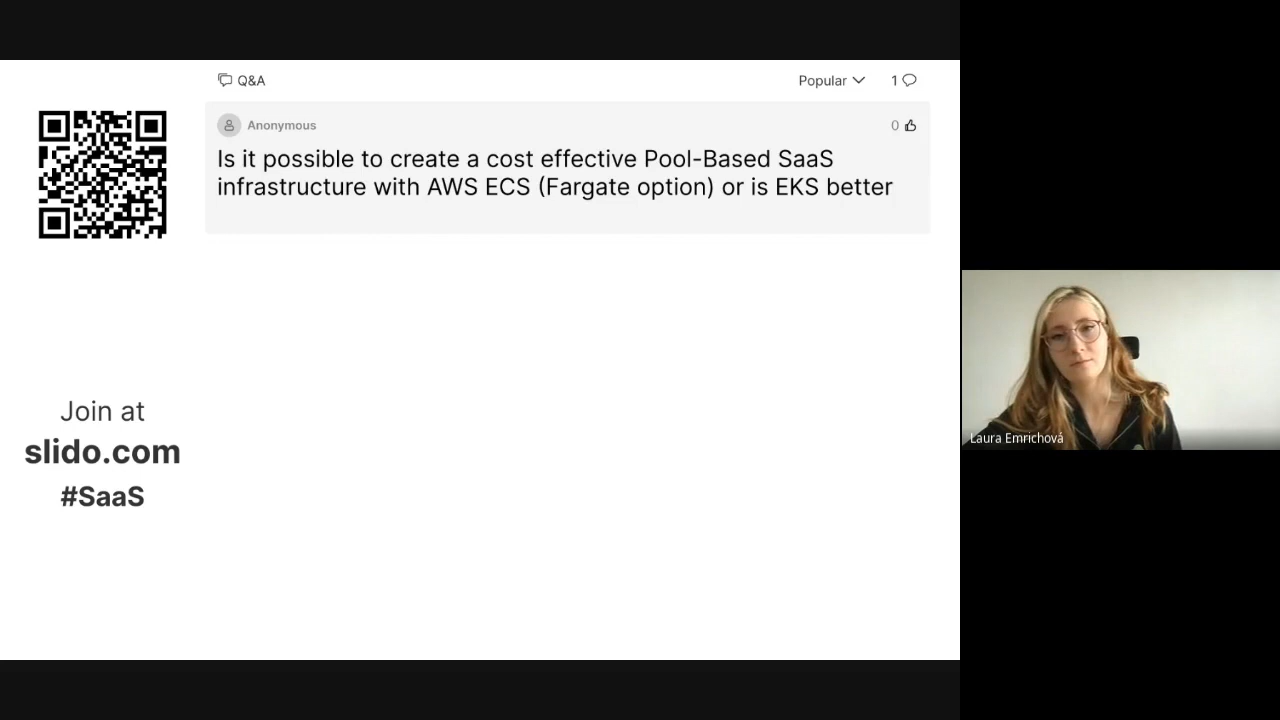 Q&A
Popular
1
Anonymous
0
Is it possible to create a cost effective Pool-Based SaaS
infrastructure with AWS ECS (Fargate option) or is EKS better
Join at
slido.com
#SaaS
Laura Emrichová